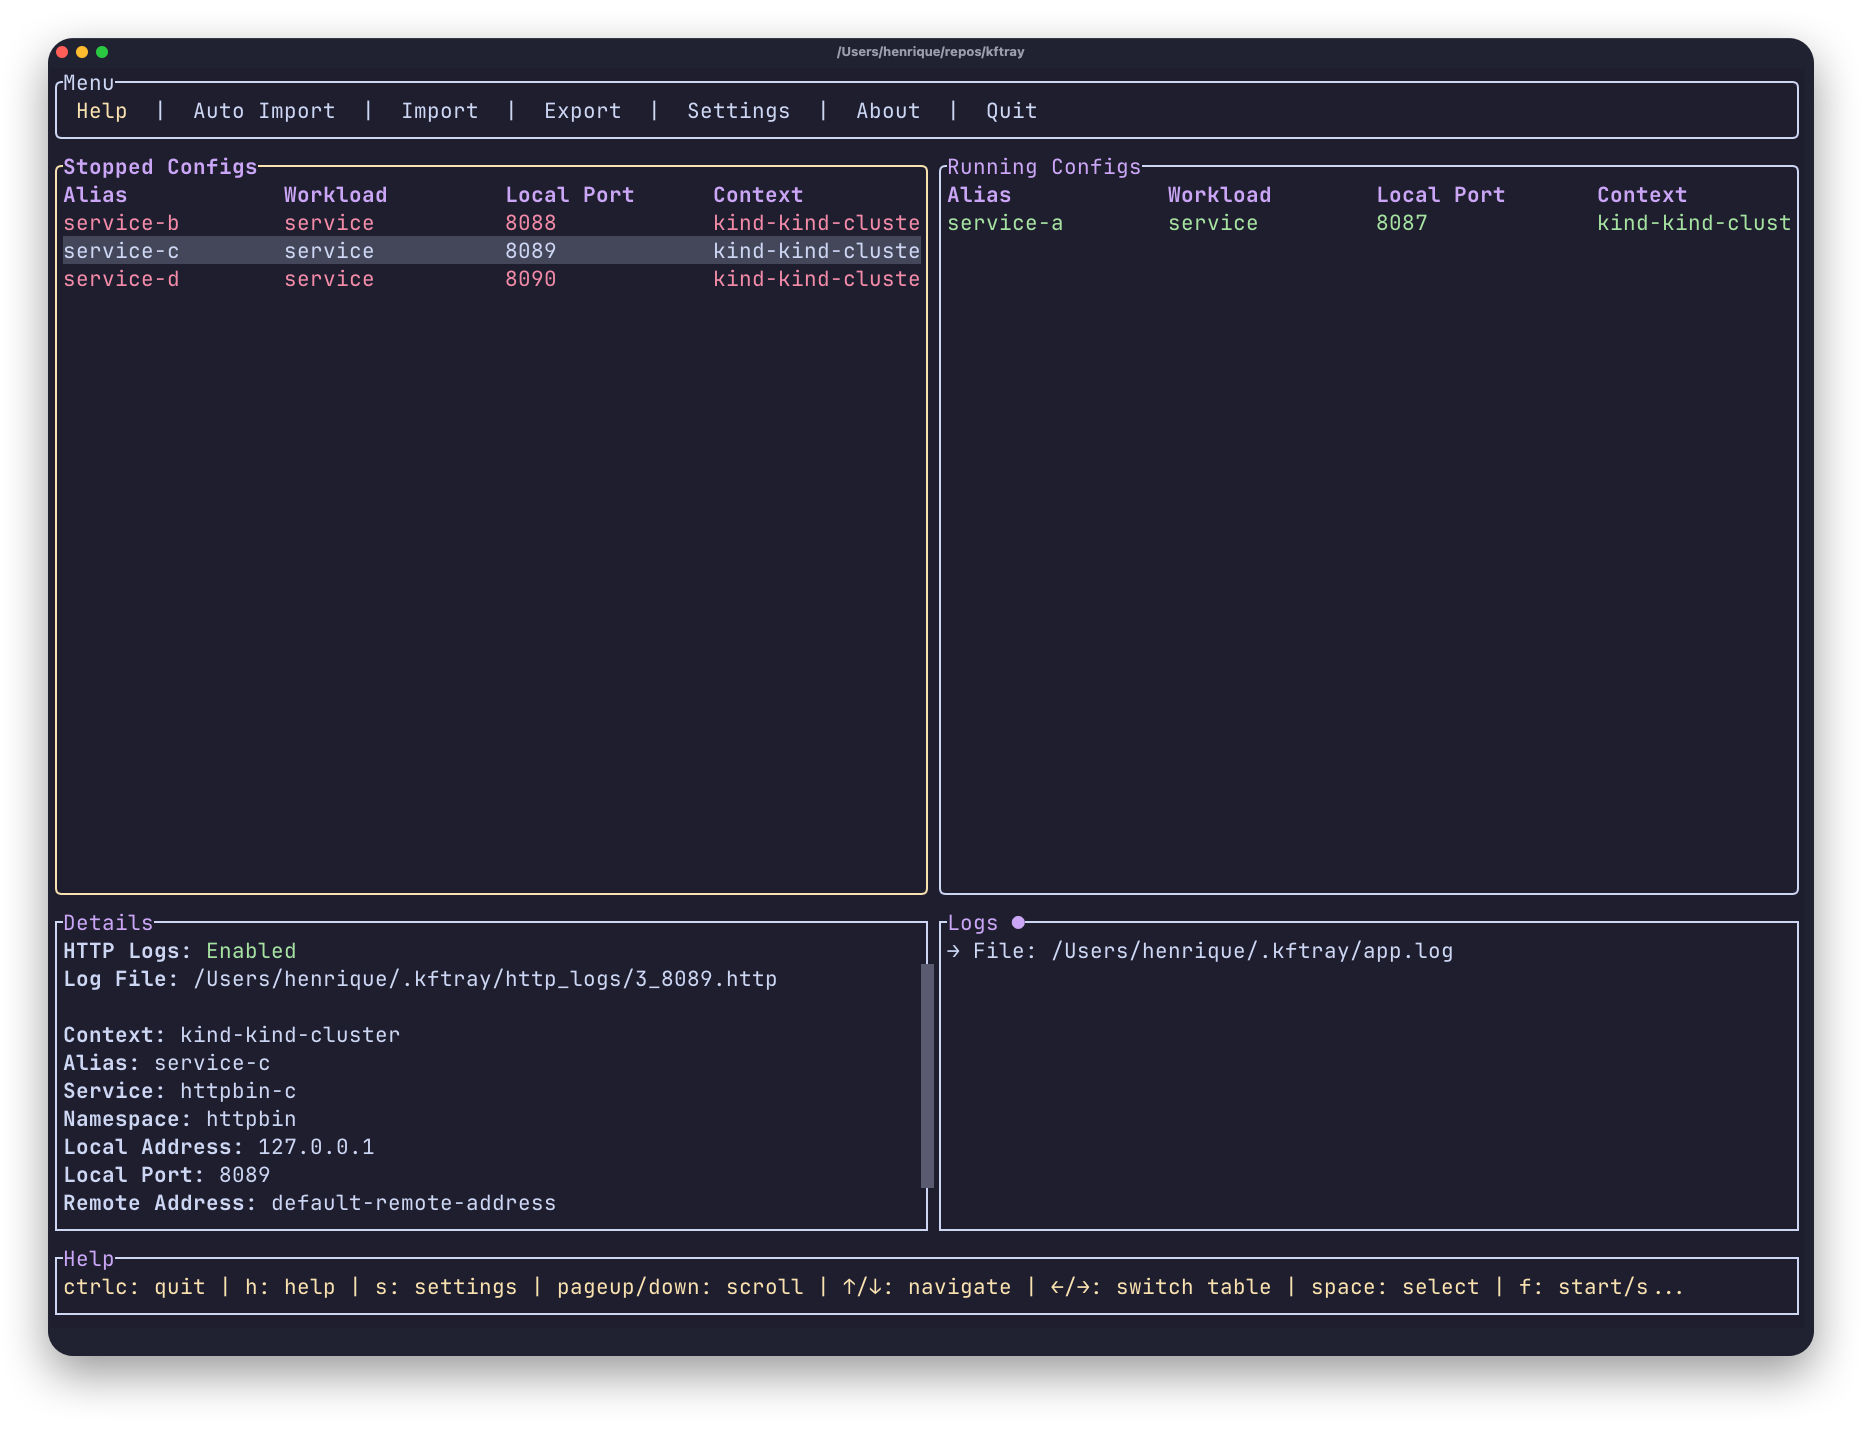 /Users/henrique/repos/kftray
Menu
Help | Auto Import | Import | Export | Settings | About | Quit
Stopped Configs
Alias Workload Local Port Context
service-b service 8088 kind-kind-cluste
service-c service 8089 kind-kind-cluste
service-d service 8090 kind-kind-cluste
Running Configs
Alias Workload Local Port Context
service-a service 8087 kind-kind-clust
Details
HTTP Logs: Enabled
Log File: /Users/henrique/.kftray/http_logs/3_8089.http
Context: kind-kind-cluster
Alias: service-c
Service: httpbin-c
Namespace: httpbin
Local Address: 127.0.0.1
Local Port: 8089
Remote Address: default-remote-address
Logs ●
→ File: /Users/henrique/.kftray/app.log
Help
ctrlc: quit | h: help | s: settings | pageup/down: scroll | ↑/↓: navigate | ←/→: switch table | space: select | f: start/s...